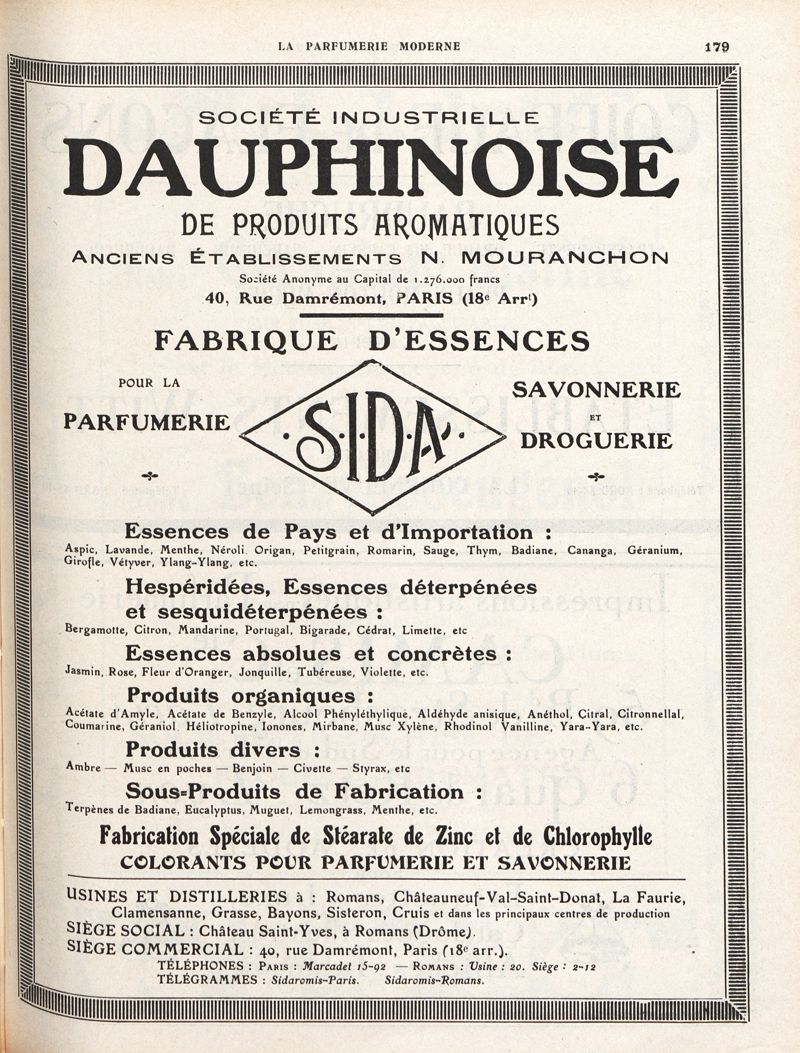 LA PARFUMERIE MODERNE
179
SOCIÉTÉ INDUSTRIELLE
DAUPHINOISE
DE PRODUITS AROMATIQUES
ANCIENS ÉTABLISSEMENTS N. MOURANCHON
Société Anonyme au Capital de 1.276.000 francs
40, Rue Damrémont, PARIS (18e Arrt)
FABRIQUE D'ESSENCES
POUR LA
PARFUMERIE
·S·I·D·A·
SAVONNERIE
ET
DROGUERIE
Essences de Pays et d'Importation :
Aspic, Lavande, Menthe, Néroli, Origan, Petitgrain, Romarin, Sauge, Thym, Badiane, Cananga, Géranium,
Girofle, Vétyver, Ylang-Ylang, etc.
Hespéridées, Essences déterpénées
et sesquidéterpénées :
Bergamotte, Citron, Mandarine, Portugal, Bigarade, Cédrat, Limette, etc
Essences absolues et concrètes :
Jasmin, Rose, Fleur d'Oranger, Jonquille, Tubéreuse, Violette, etc.
Produits organiques :
Acétate d'Amyle, Acétate de Benzyle, Alcool Phényléthylique, Aldéhyde anisique, Anéthol, Citral, Citronnellal,
Coumarine, Géraniol, Héliotropine, Ionones, Mirbane, Musc Xylène, Rhodinol Vanilline, Yara-Yara, etc.
Produits divers :
Ambre — Musc en poches — Benjoin — Civette — Styrax, etc
Sous-Produits de Fabrication :
Terpènes de Badiane, Eucalyptus, Muguet, Lemongrass, Menthe, etc.
Fabrication Spéciale de Stéarate de Zinc et de Chlorophylle
COLORANTS POUR PARFUMERIE ET SAVONNERIE
USINES ET DISTILLERIES à : Romans, Châteauneuf-Val-Saint-Donat, La Faurie,
Clamensanne, Grasse, Bayons, Sisteron, Cruis et dans les principaux centres de production
SIÈGE SOCIAL : Château Saint-Yves, à Romans (Drôme).
SIÈGE COMMERCIAL : 40, rue Damrémont, Paris (18e arr.).
TÉLÉPHONES : PARIS : Marcadet 15-92 — ROMANS : Usine : 20. Siège : 2-12
TÉLÉGRAMMES : Sidaromis-Paris. Sidaromis-Romans.